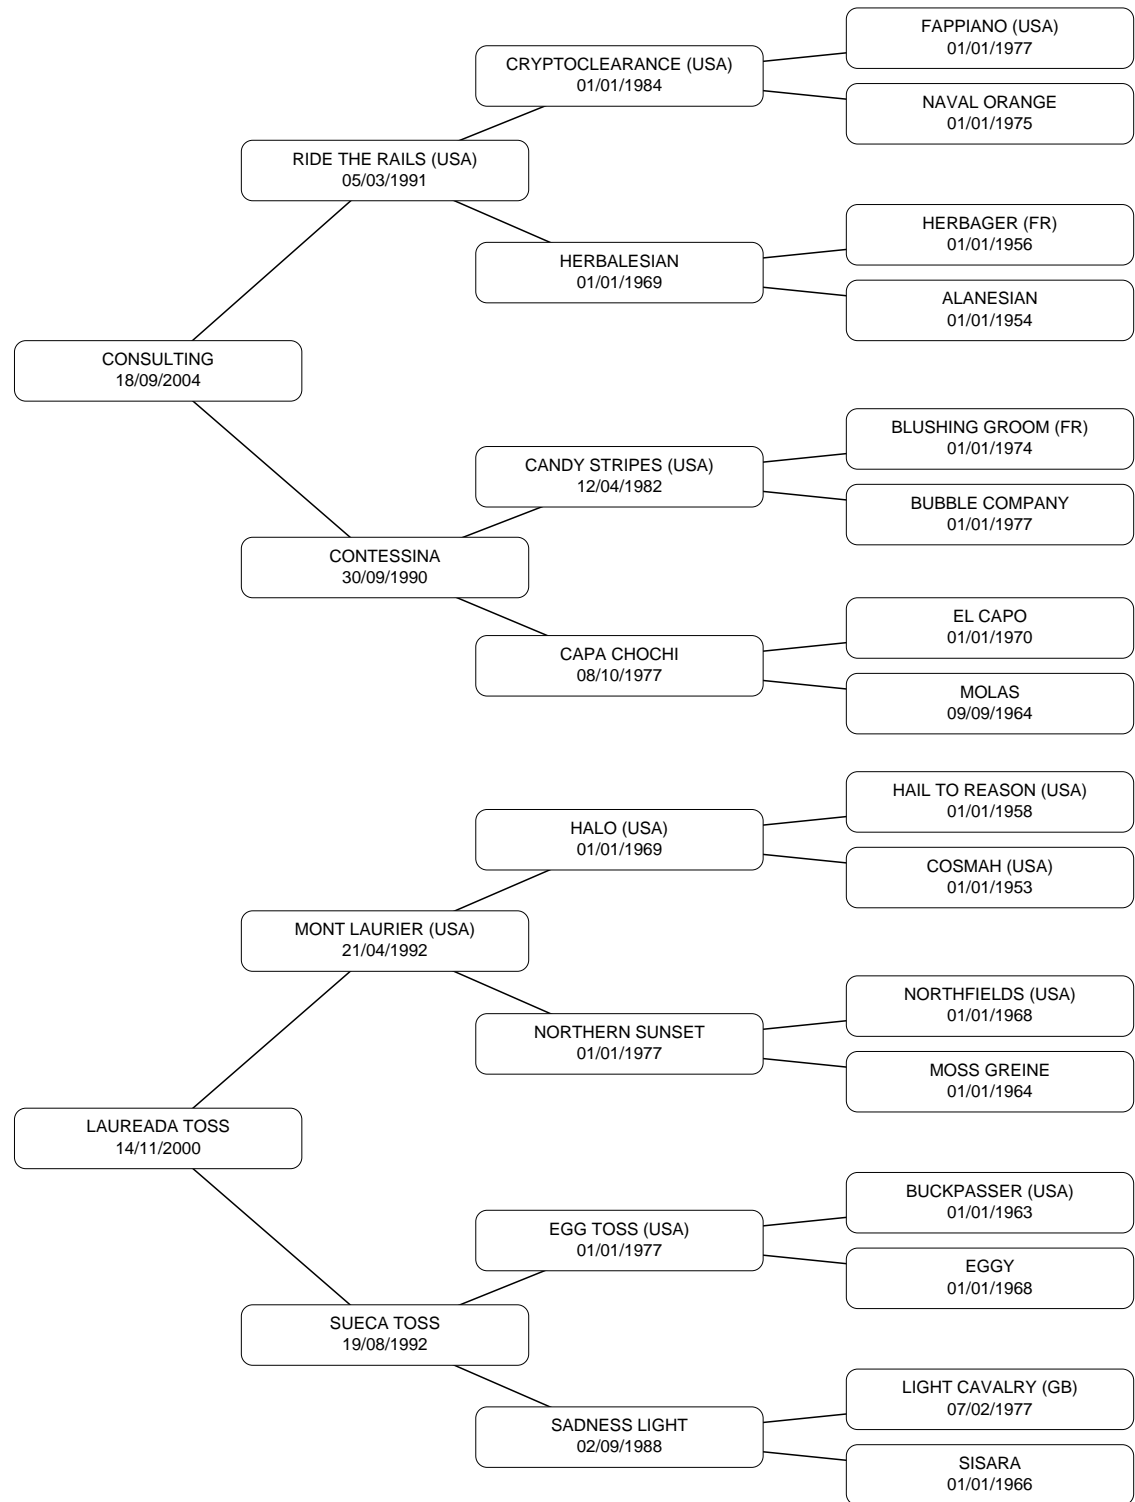 FAPPIANO (USA)
01/01/1977
CRYPTOCLEARANCE (USA)
01/01/1984
NAVAL ORANGE
01/01/1975
RIDE THE RAILS (USA)
05/03/1991
HERBAGER (FR)
01/01/1956
HERBALESIAN
01/01/1969
ALANESIAN
01/01/1954
CONSULTING
18/09/2004
BLUSHING GROOM (FR)
01/01/1974
CANDY STRIPES (USA)
12/04/1982
BUBBLE COMPANY
01/01/1977
CONTESSINA
30/09/1990
EL CAPO
01/01/1970
CAPA CHOCHI
08/10/1977
MOLAS
09/09/1964
HAIL TO REASON (USA)
01/01/1958
HALO (USA)
01/01/1969
COSMAH (USA)
01/01/1953
MONT LAURIER (USA)
21/04/1992
NORTHFIELDS (USA)
01/01/1968
NORTHERN SUNSET
01/01/1977
MOSS GREINE
01/01/1964
LAUREADA TOSS
14/11/2000
BUCKPASSER (USA)
01/01/1963
EGG TOSS (USA)
01/01/1977
EGGY
01/01/1968
SUECA TOSS
19/08/1992
LIGHT CAVALRY (GB)
07/02/1977
SADNESS LIGHT
02/09/1988
SISARA
01/01/1966